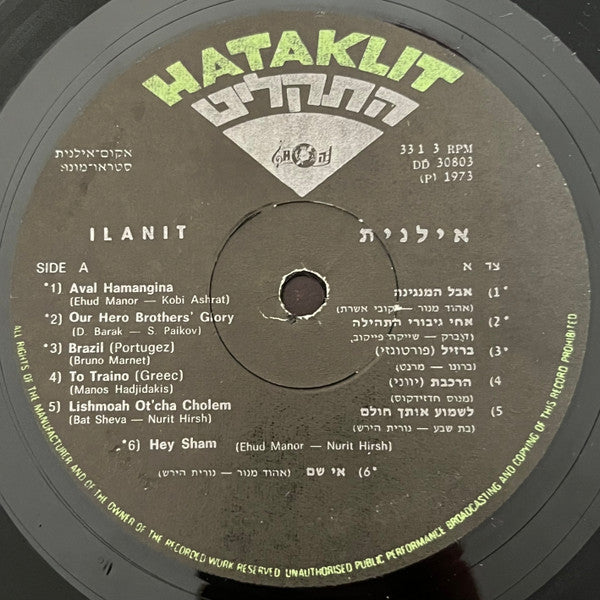 HATAKLIT
התקליט
אקום-אילנית
סטראו-מונו
33 1 3 RPM
DD 30803
(P) 1973
ILANIT
אילנית
SIDE A
*1) Aval Hamangina
(Ehud Manor — Kobi Ashrat)
*2) Our Hero Brothers' Glory
(D. Barak — S. Paikov)
*3) Brazil (Portugez)
(Bruno Marnet)
4) To Traino (Greec)
(Manos Hadjidakis)
5) Lishmoah Ot'cha Cholem
(Bat Sheva — Nurit Hirsh)
*6) Hey Sham (Ehud Manor — Nurit Hirsh)
צד א
1)* אבל המנגינה
(אהוד מנור — קובי אשרת)
2)* אחי גיבורי התהילה
(ד.ברק — שייקה פייקוב)
3)* ברזיל (פורטוגזי)
(ברונו — מרנט)
4) הרכבת (יווני)
(מנוס חדזידקוס)
5) לשמוע אותך חולם
(בת שבע — נורית הירש)
6)* אי שם (אהוד מנור — נורית הירש)
ALL RIGHTS OF THE MANUFACTURER AND OF THE OWNER OF THE RECORDED WORK RESERVED UNAUTHORISED PUBLIC PERFORMANCE BROADCASTING AND COPYING OF THIS RECORD PROHIBITED